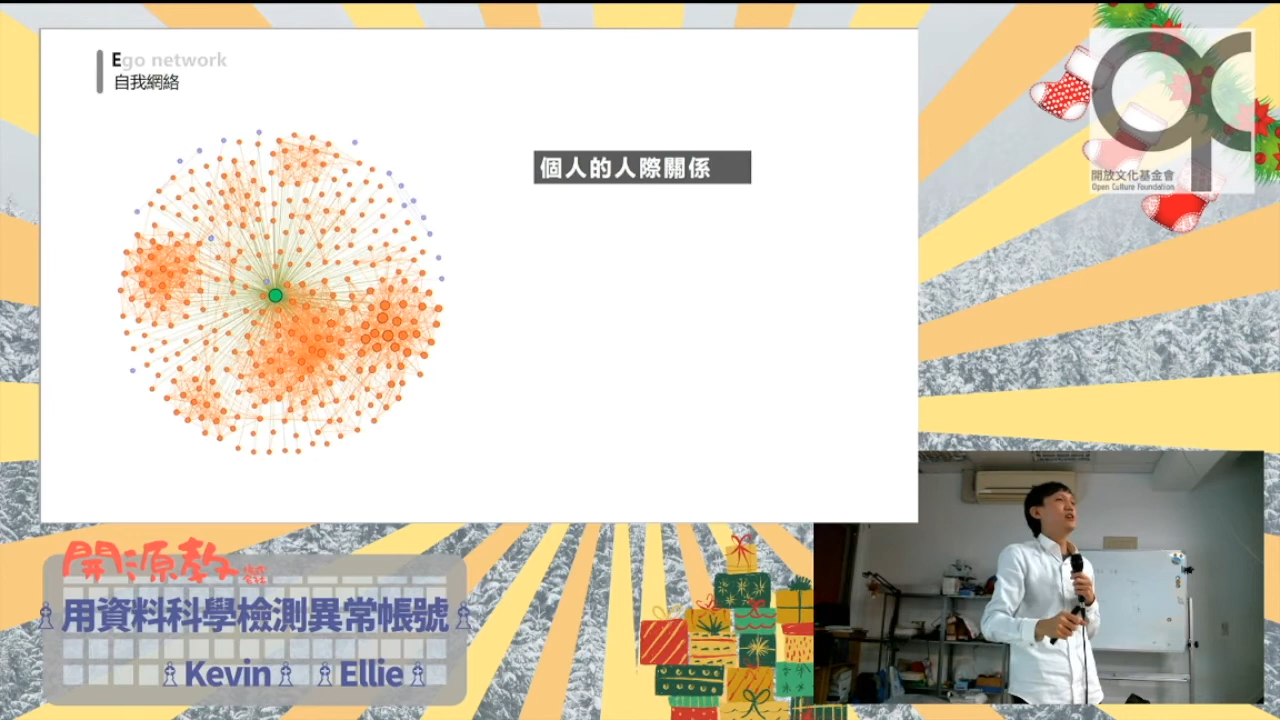 Ego network
自我網絡
個人的人際關係
開放文化基金會
Open Culture Foundation
開源教
用資料科學檢測異常帳號
Kevin
Ellie